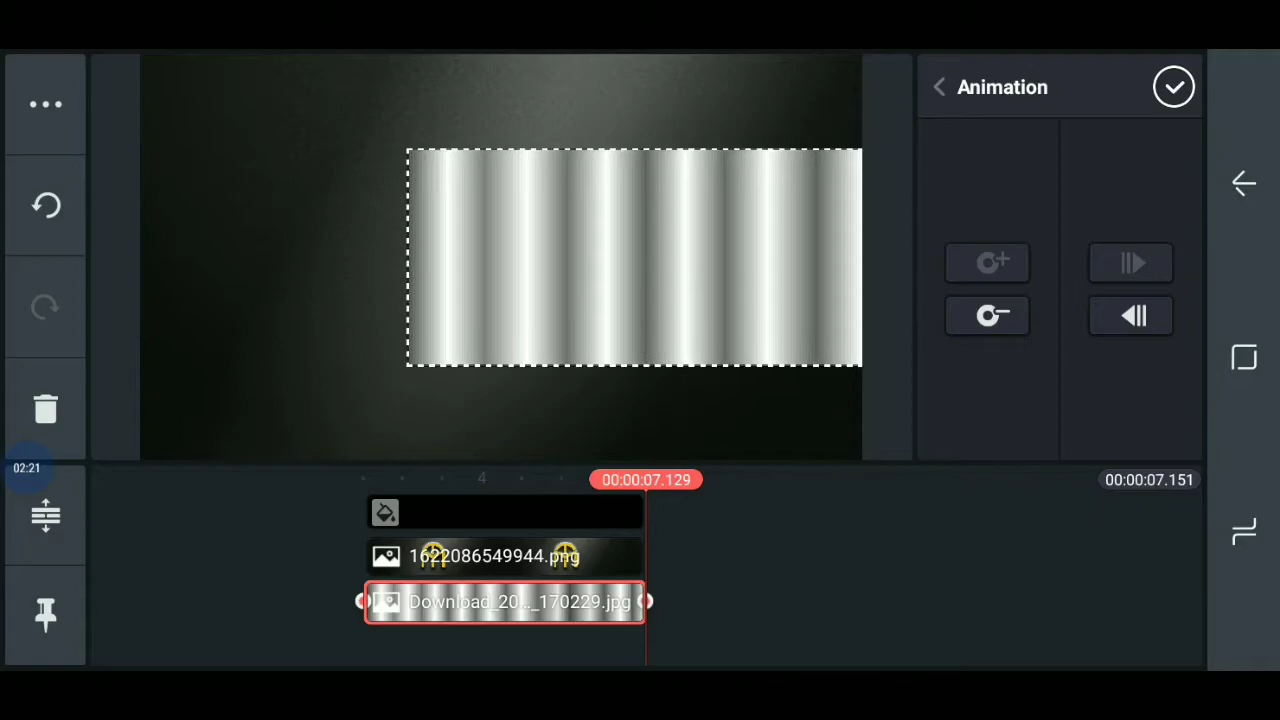 Animation
02:21
4
00:00:07.129
00:00:07.151
1622086549944.png
Download_20..._170229.jpg